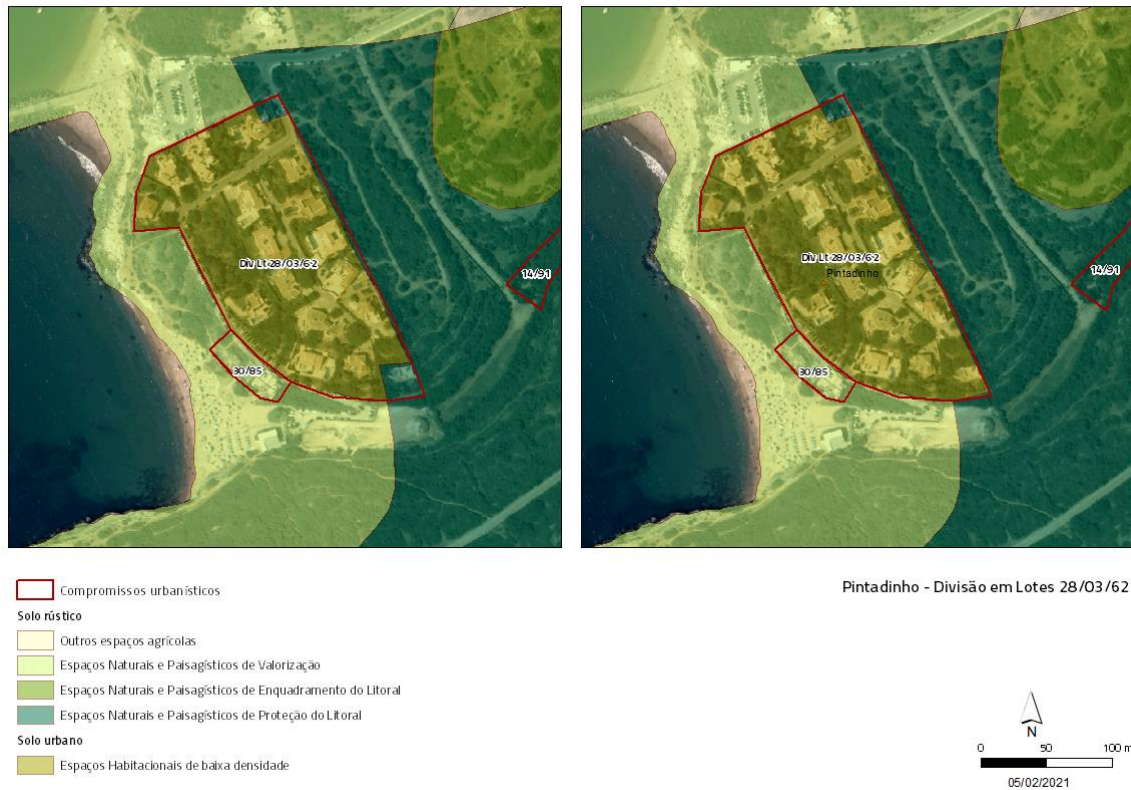 Div Lt 28/03/62
30/85
14/91
Div Lt 28/03/62
Pintadinho
30/85
14/91
Compromissos urbanísticos
Solo rústico
Outros espaços agrícolas
Espaços Naturais e Paisagísticos de Valorização
Espaços Naturais e Paisagísticos de Enquadramento do Litoral
Espaços Naturais e Paisagísticos de Proteção do Litoral
Solo urbano
Espaços Habitacionais de baixa densidade
Pintadinho - Divisão em Lotes 28/03/62
N
0 50 100 m
05/02/2021